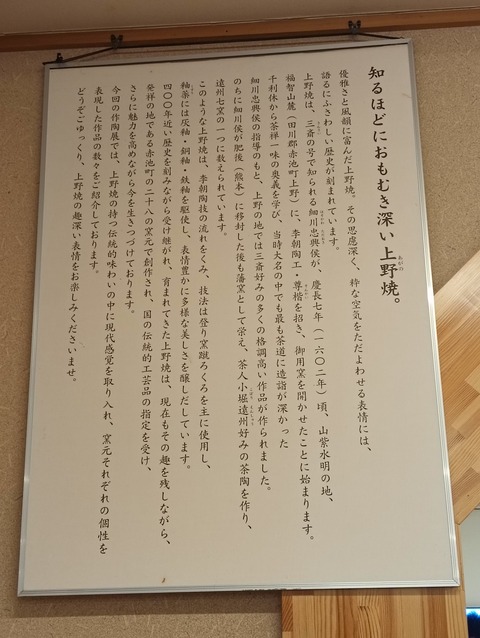 知るほどにおもむき深い上野焼。
優雅さと風韻に富んだ上野焼。その思慮深く、粋な空気をただよわせる表情には、
語るにふさわしい歴史が刻まれています。
上野焼は、三斎の号で知られる細川忠興侯が、慶長七年(一六〇二年)頃、山紫水明の地、
福智山麓(田川郡赤池町上野)に、李朝陶工・尊楷を招き、御用窯を開かせたことに始まります。
千利休から茶禅一味の奥義を学び、当時大名の中でも最も茶道に造詣が深かった
細川忠興侯の指導のもと、上野の地では三斎好みの多くの格調高い作品が作られました。
のちに細川侯が肥後(熊本)に移封した後も藩窯として栄え、茶人小堀遠州好みの茶陶を作り、
遠州七窯の一つに数えられています。
このような上野焼は、李朝陶技の流れをくみ、技法は登り窯蹴ろくろを主に使用し、
釉薬には灰釉・銅釉・鉄釉を駆使し、表情豊かに多様な美しさを醸しだしています。
四〇〇年近い歴史を刻みながら受け継がれ、育まれてきた上野焼は、現在もその趣を残しながら、
発祥の地である赤池町の二十八の窯元で創作され、国の伝統的工芸品の指定を受け、
さらに魅力を高めながら今を生きつづけております。
今回の作陶展では、上野焼の持つ伝統的味わいの中に現代感覚を取り入れ、窯元それぞれの個性を
表現した作品の数々をご紹介しております。
どうぞごゆっくり、上野焼の趣深い表情をお楽しみくださいませ。